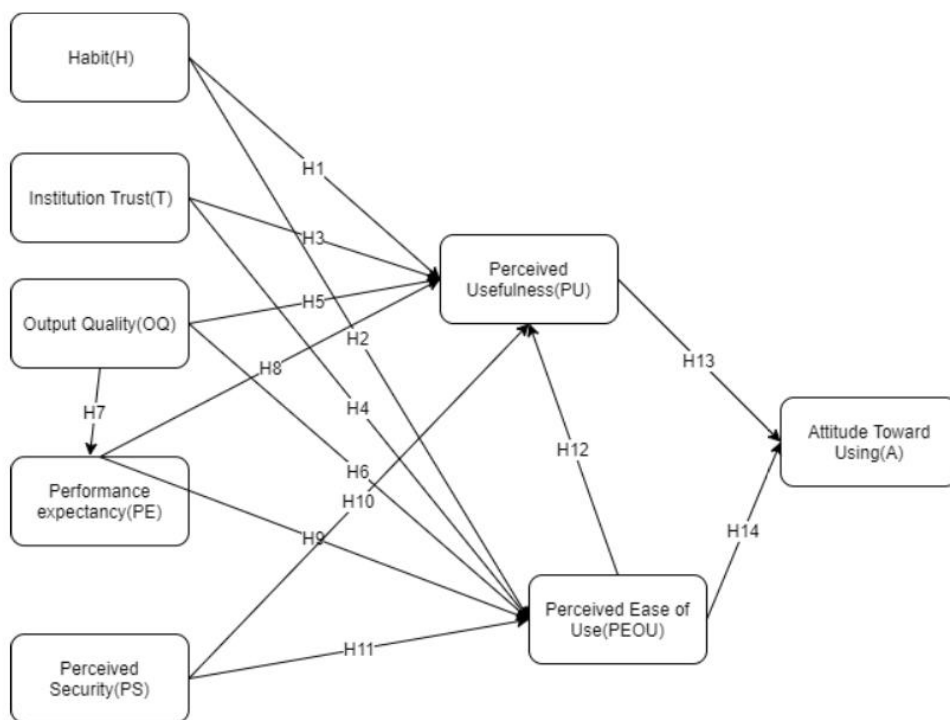 Habit(H)
H1
Institution Trust(T)
H3
Perceived
Usefulness(PU)
Output Quality(OQ)
H5
H2
H8
H13
H7
H4
Attitude Toward
Using(A)
H12
H6
Performance
expectancy(PE)
H10
H9
H14
Perceived Ease of
Use(PEOU)
H11
Perceived
Security(PS)